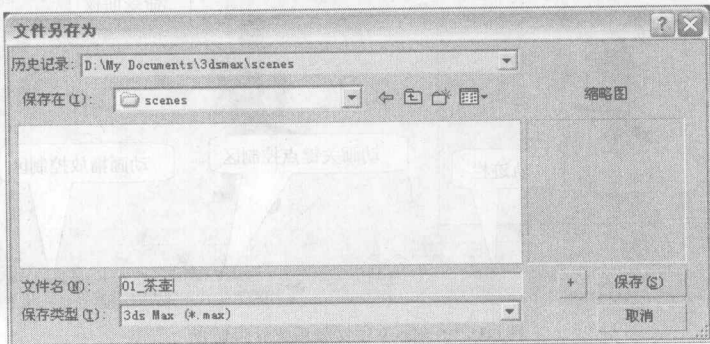 文件另存为
历史记录: D:\My Documents\3dsmax\scenes
保存在(I): scenes
缩略图
文件名(N): 01_茶壶
+ 保存(S)
保存类型(T): 3ds Max (*.max)
取消